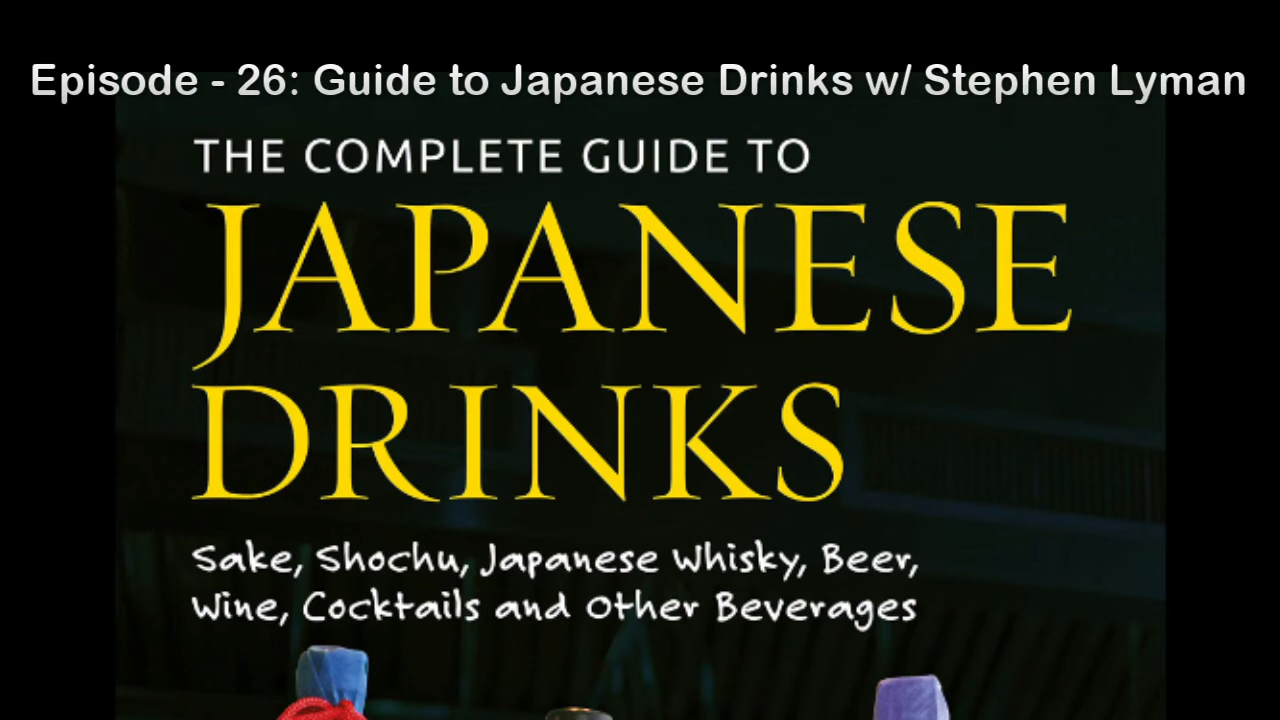 Episode - 26: Guide to Japanese Drinks w/ Stephen Lyman
THE COMPLETE GUIDE TO
JAPANESE
DRINKS
Sake, Shochu, Japanese Whisky, Beer,
Wine, Cocktails and Other Beverages